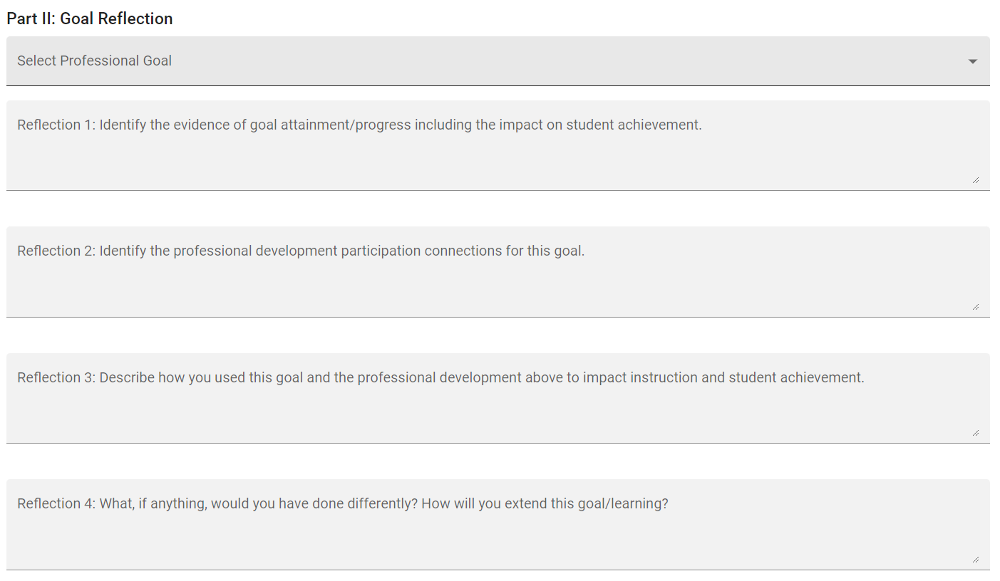 Part II: Goal Reflection
Select Professional Goal
Reflection 1: Identify the evidence of goal attainment/progress including the impact on student achievement.
Reflection 2: Identify the professional development participation connections for this goal.
Reflection 3: Describe how you used this goal and the professional development above to impact instruction and student achievement.
Reflection 4: What, if anything, would you have done differently? How will you extend this goal/learning?